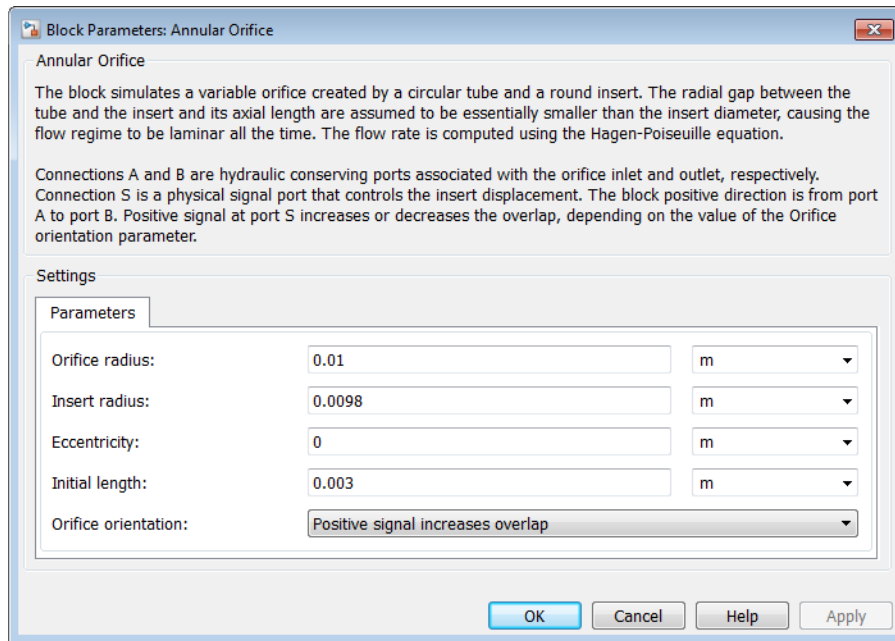 Block Parameters: Annular Orifice
Annular Orifice
The block simulates a variable orifice created by a circular tube and a round insert. The radial gap between the
tube and the insert and its axial length are assumed to be essentially smaller than the insert diameter, causing the
flow regime to be laminar all the time. The flow rate is computed using the Hagen-Poiseuille equation.
Connections A and B are hydraulic conserving ports associated with the orifice inlet and outlet, respectively.
Connection S is a physical signal port that controls the insert displacement. The block positive direction is from port
A to port B. Positive signal at port S increases or decreases the overlap, depending on the value of the Orifice
orientation parameter.
Settings
Parameters
Orifice radius: 0.01 m
Insert radius: 0.0098 m
Eccentricity: 0 m
Initial length: 0.003 m
Orifice orientation: Positive signal increases overlap
OK Cancel Help Apply